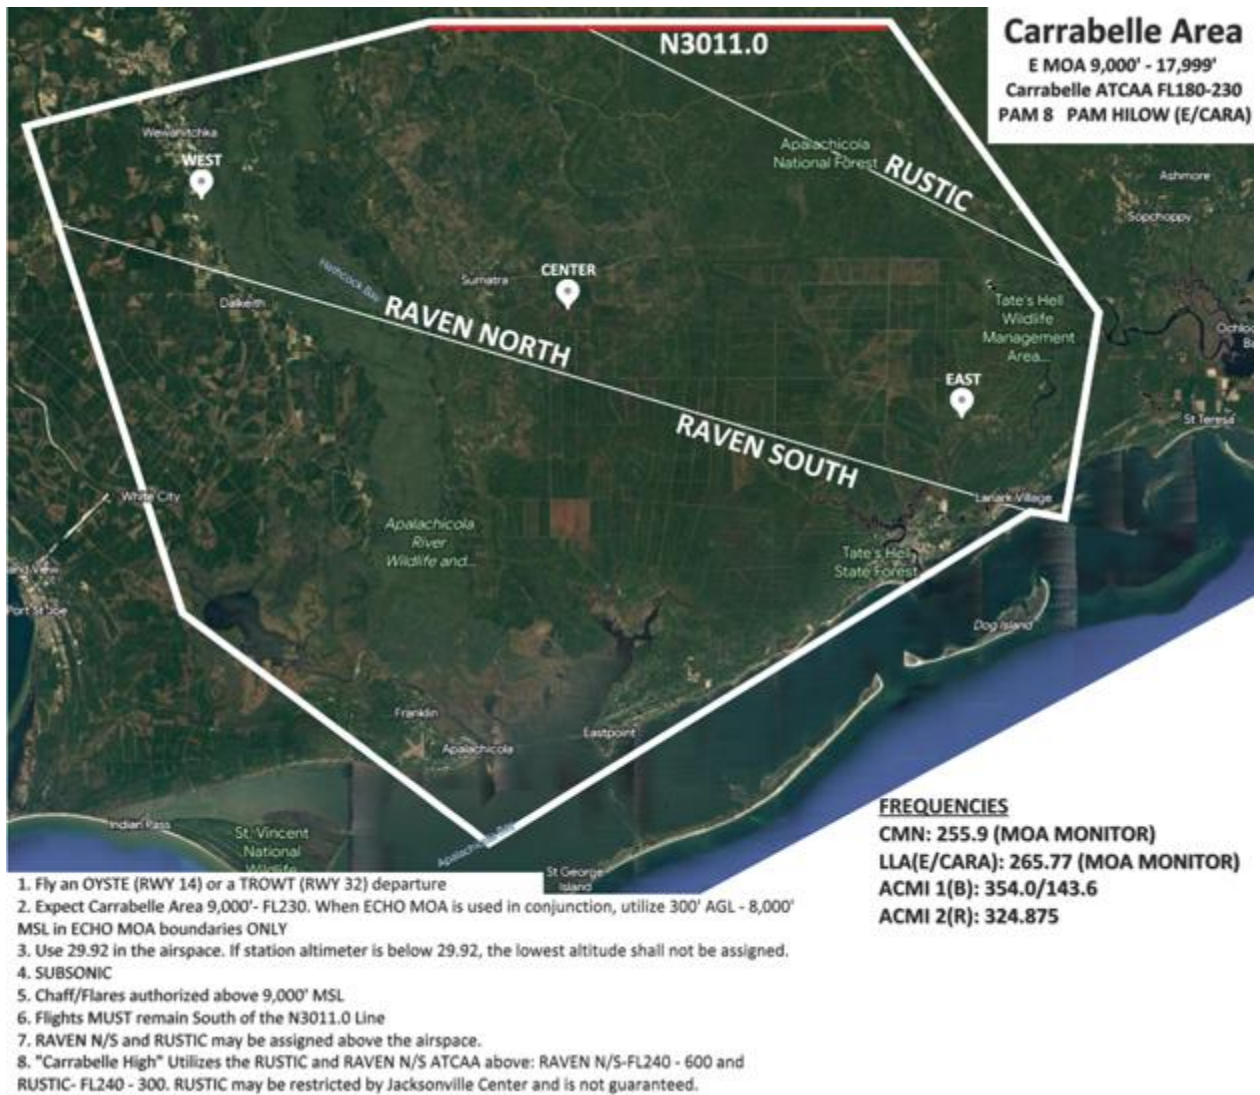 Carrabelle Area
E MOA 9,000' - 17,999'
Carrabelle ATCAA FL180-230
PAM 8 PAM HILOW (E/CARA)
N3011.0
Wewahitchka
WEST
Apalachicola
National Forest
RUSTIC
Ashmore
Sopchoppy
Sumatra
CENTER
Dalkeith
RAVEN NORTH
Tate's Hell
Wildlife
Management
Area...
EAST
St Teresa
RAVEN SOUTH
White City
Lanark Village
Apalachicola
River
Wildlife and...
Tate's Hell
State Forest
Port St Joe
Dog Island
Franklin
Apalachicola
Eastpoint
Indian Pass
St. Vincent
National
Wildlife
Apalachicola Bay
St George
Island
FREQUENCIES
CMN: 255.9 (MOA MONITOR)
LLA(E/CARA): 265.77 (MOA MONITOR)
ACMI 1(B): 354.0/143.6
ACMI 2(R): 324.875
1. Fly an OYSTE (RWY 14) or a TROWT (RWY 32) departure
2. Expect Carrabelle Area 9,000'- FL230. When ECHO MOA is used in conjunction, utilize 300' AGL - 8,000'
MSL in ECHO MOA boundaries ONLY
3. Use 29.92 in the airspace. If station altimeter is below 29.92, the lowest altitude shall not be assigned.
4. SUBSONIC
5. Chaff/Flares authorized above 9,000' MSL
6. Flights MUST remain South of the N3011.0 Line
7. RAVEN N/S and RUSTIC may be assigned above the airspace.
8. "Carrabelle High" Utilizes the RUSTIC and RAVEN N/S ATCAA above: RAVEN N/S-FL240 - 600 and
RUSTIC- FL240 - 300. RUSTIC may be restricted by Jacksonville Center and is not guaranteed.